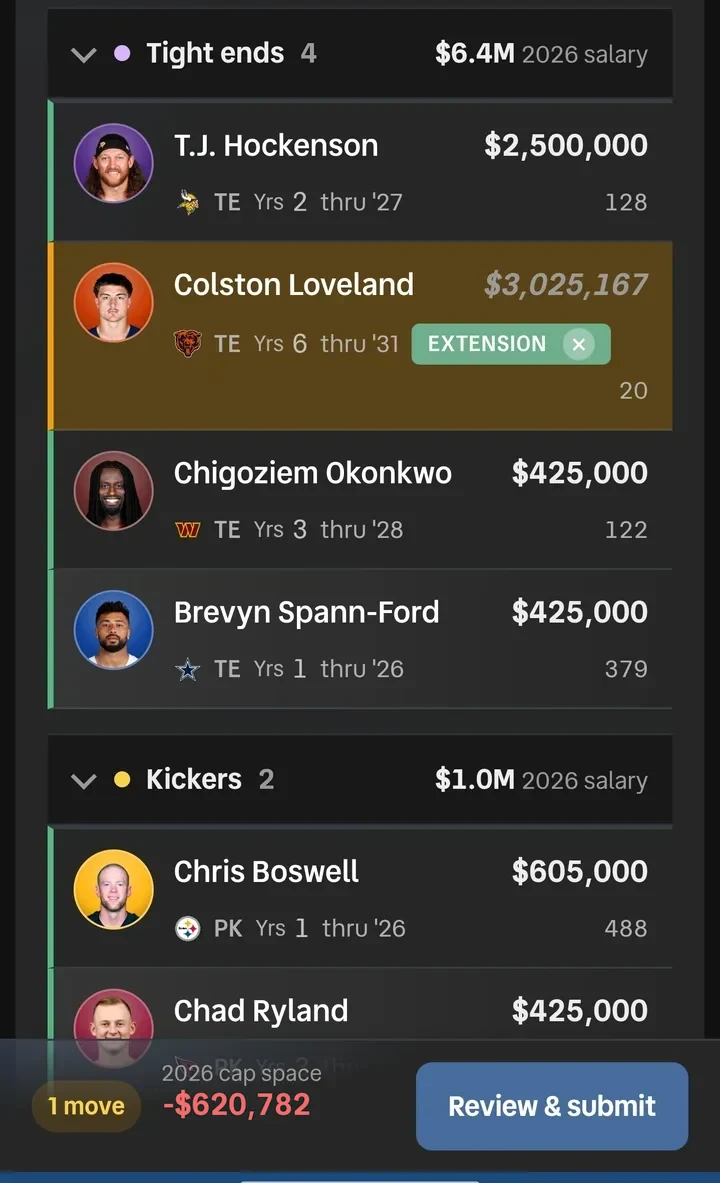 Tight ends 4 $6.4M 2026 salary
T.J. Hockenson $2,500,000
TE Yrs 2 thru '27 128
Colston Loveland $3,025,167
TE Yrs 6 thru '31 EXTENSION ×
20
Chigoziem Okonkwo $425,000
TE Yrs 3 thru '28 122
Brevyn Spann-Ford $425,000
TE Yrs 1 thru '26 379
Kickers 2 $1.0M 2026 salary
Chris Boswell $605,000
PK Yrs 1 thru '26 488
Chad Ryland $425,000
PK Yrs
2026 cap space
1 move -$620,782 Review & submit